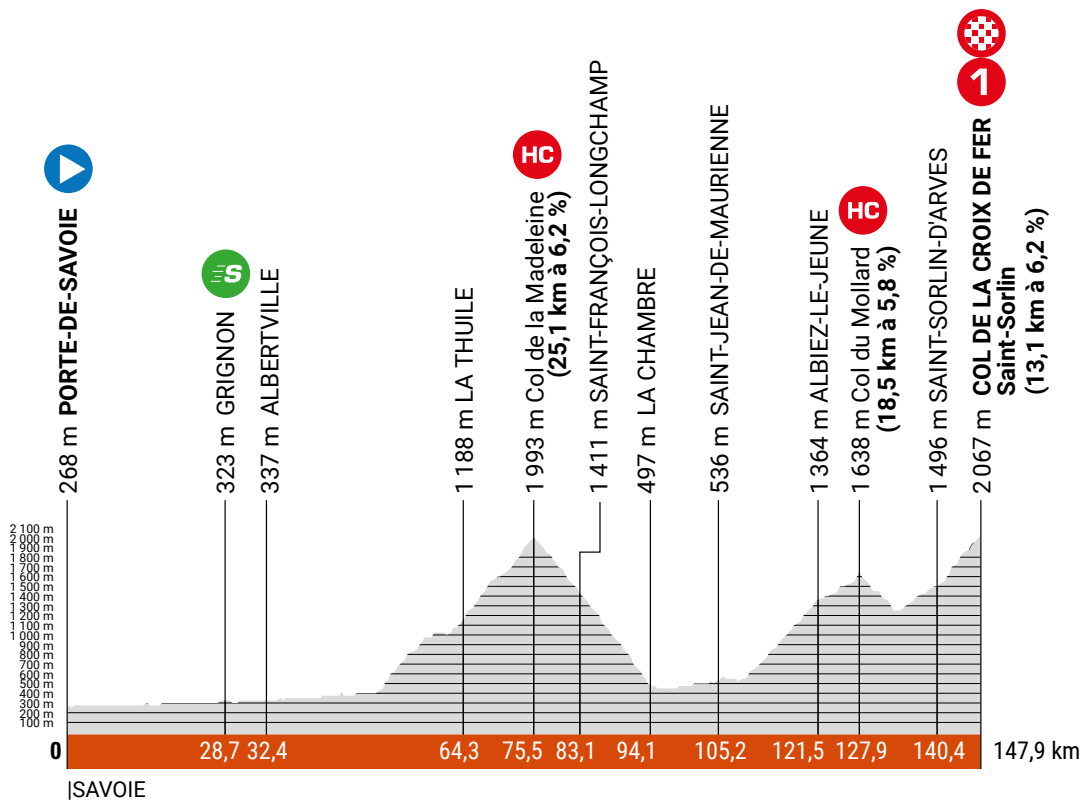 268 m PORTE-DE-SAVOIE
S
323 m GRIGNON
337 m ALBERTVILLE
1 188 m LA THUILE
HC
1 993 m Col de la Madeleine
(25,1 km à 6,2 %)
1 411 m SAINT-FRANÇOIS-LONGCHAMP
497 m LA CHAMBRE
536 m SAINT-JEAN-DE-MAURIENNE
1 364 m ALBIEZ-LE-JEUNE
HC
1 638 m Col du Mollard
(18,5 km à 5,8 %)
1 496 m SAINT-SORLIN-D'ARVES
1
2 067 m COL DE LA CROIX DE FER
Saint-Sorlin
(13,1 km à 6,2 %)
2 100 m
2 000 m
1 900 m
1 800 m
1 700 m
1 600 m
1 500 m
1 400 m
1 300 m
1 200 m
1 100 m
1 000 m
900 m
800 m
700 m
600 m
500 m
400 m
300 m
200 m
100 m
0 28,7 32,4 64,3 75,5 83,1 94,1 105,2 121,5 127,9 140,4 147,9 km
|SAVOIE